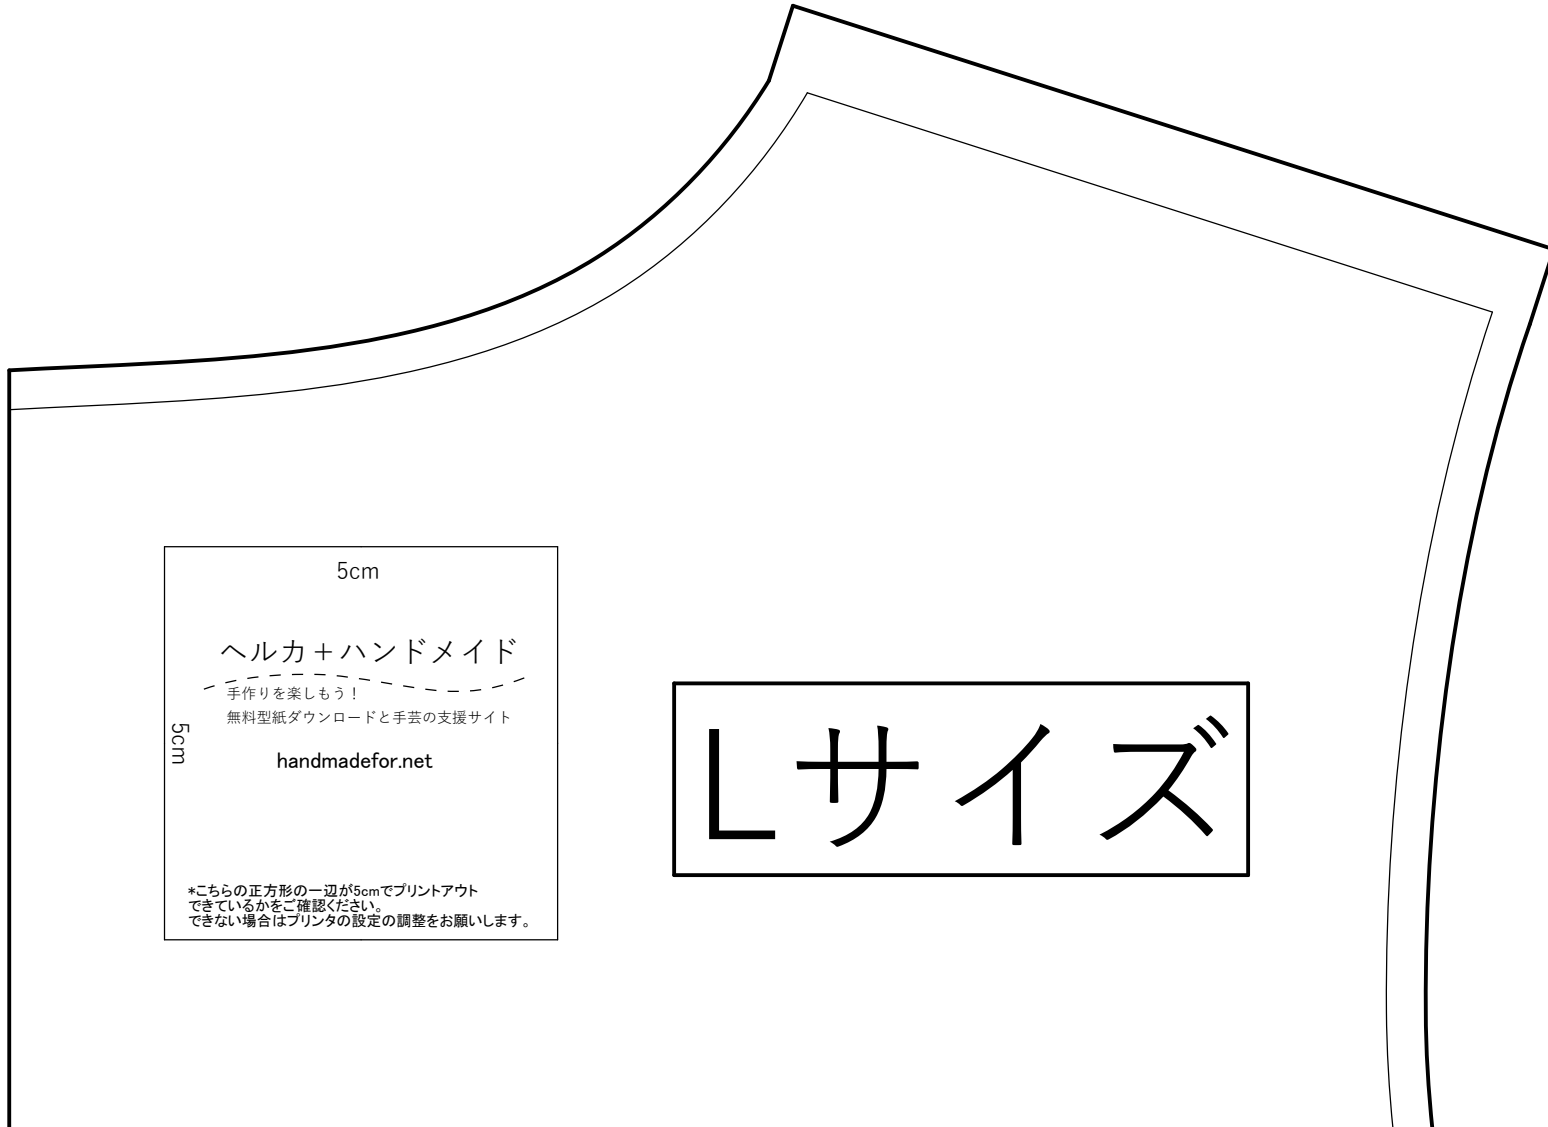 5cm
ヘルカ+ハンドメイド
手作りを楽しもう！
無料型紙ダウンロードと手芸の支援サイト
5cm
handmadefor.net
*こちらの正方形の一辺が5cmでプリントアウト
できているかをご確認ください。
できない場合はプリンタの設定の調整をお願いします。
Lサイズ